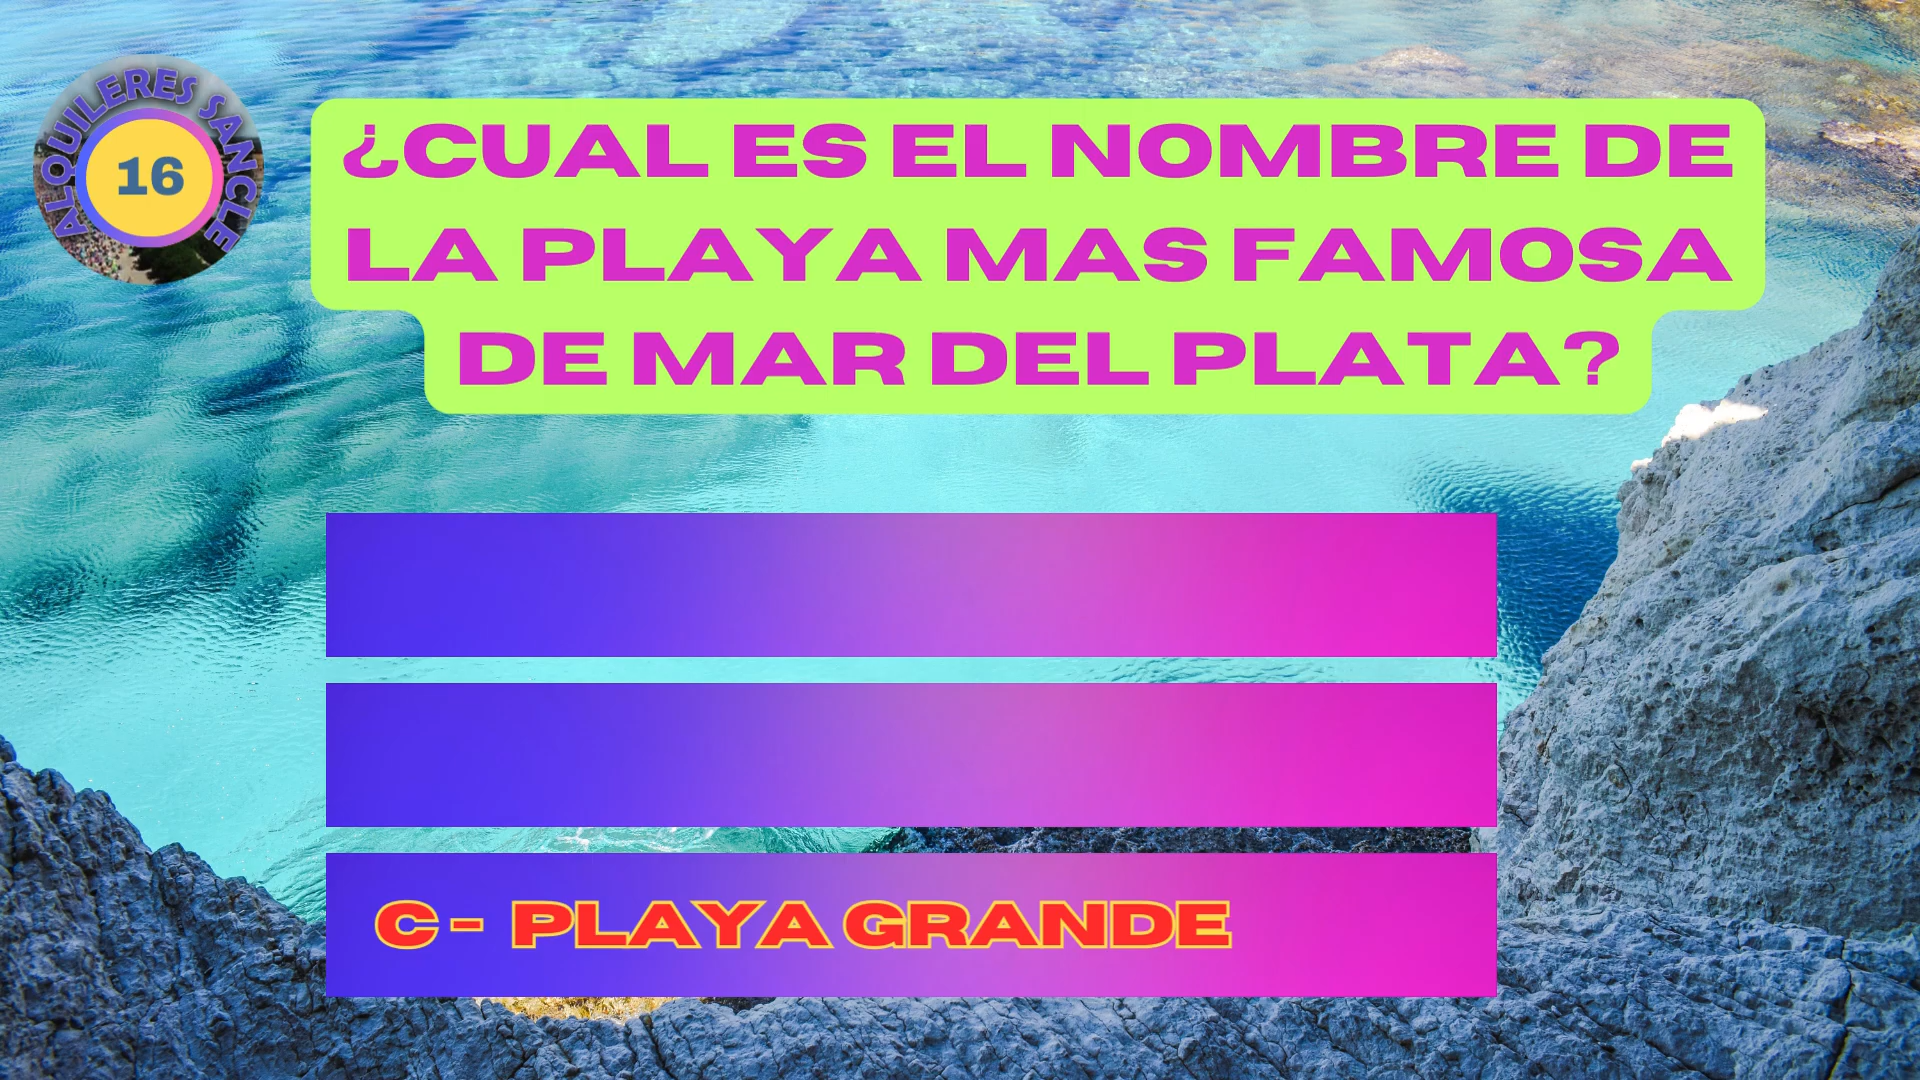 ALQUILERES SANCLE
16
¿CUAL ES EL NOMBRE DE
LA PLAYA MAS FAMOSA
DE MAR DEL PLATA?
C - PLAYA GRANDE